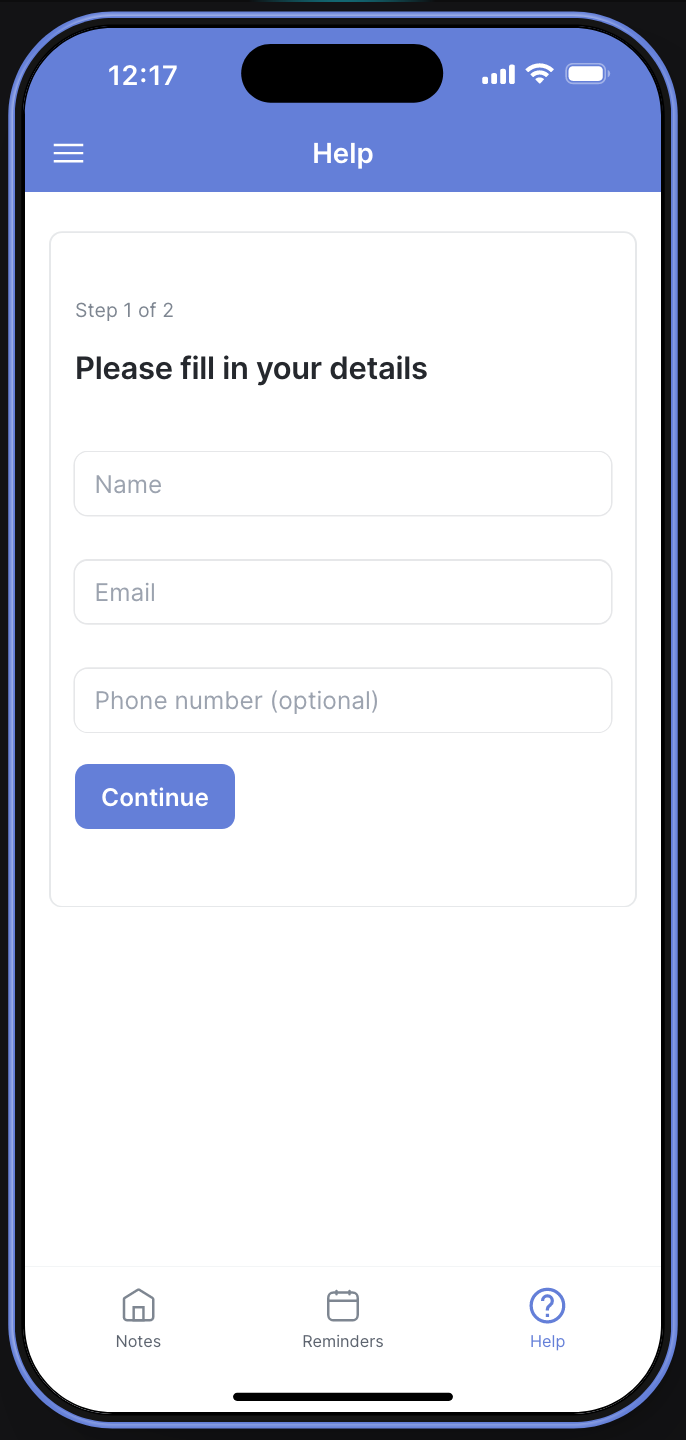 12:17
Help
Step 1 of 2
Please fill in your details
Name
Email
Phone number (optional)
Continue
Notes
Reminders
Help